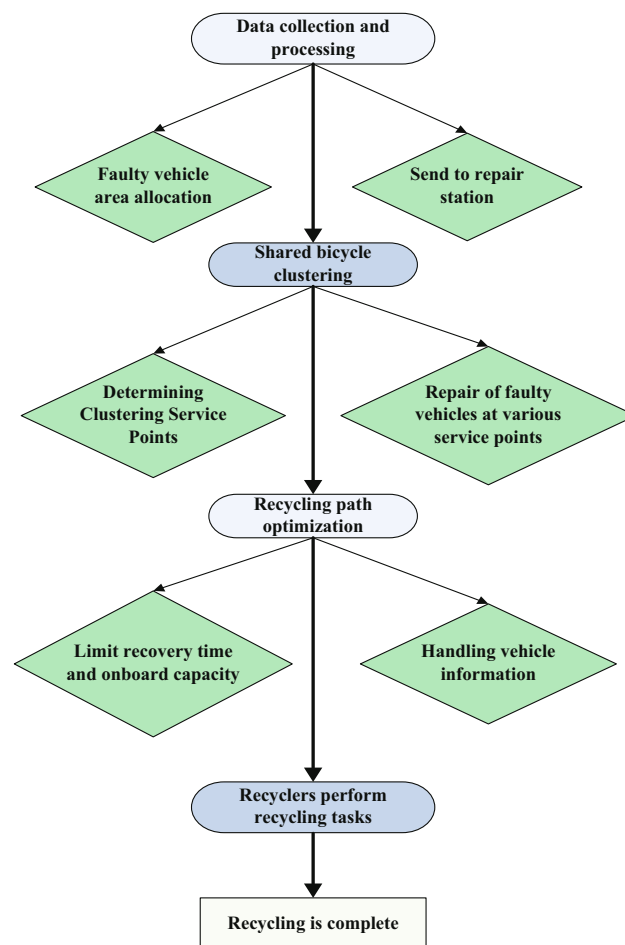 Data collection and
processing
Faulty vehicle
area allocation
Send to repair
station
Shared bicycle
clustering
Determining
Clustering Service
Points
Repair of faulty
vehicles at various
service points
Recycling path
optimization
Limit recovery time
and onboard capacity
Handling vehicle
information
Recyclers perform
recycling tasks
Recycling is complete